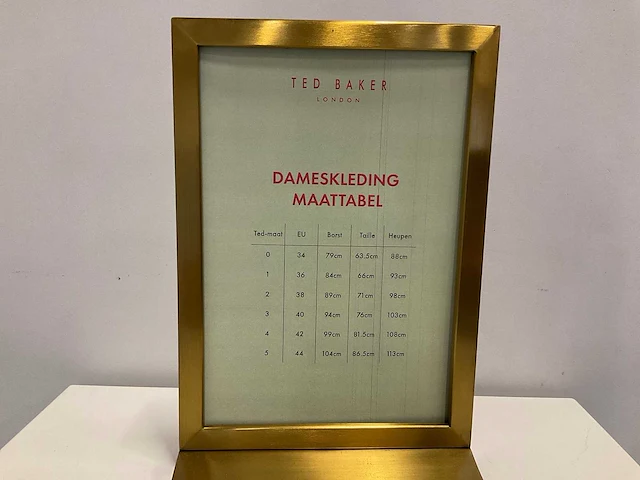 TED BAKER
LONDON
DAMESKLEDING
MAATTABEL
Ted-maat EU Borst Taille Heupen
0 34 79cm 63.5cm 88cm
1 36 84cm 66cm 93cm
2 38 89cm 71cm 98cm
3 40 94cm 76cm 103cm
4 42 99cm 81.5cm 108cm
5 44 104cm 86.5cm 113cm